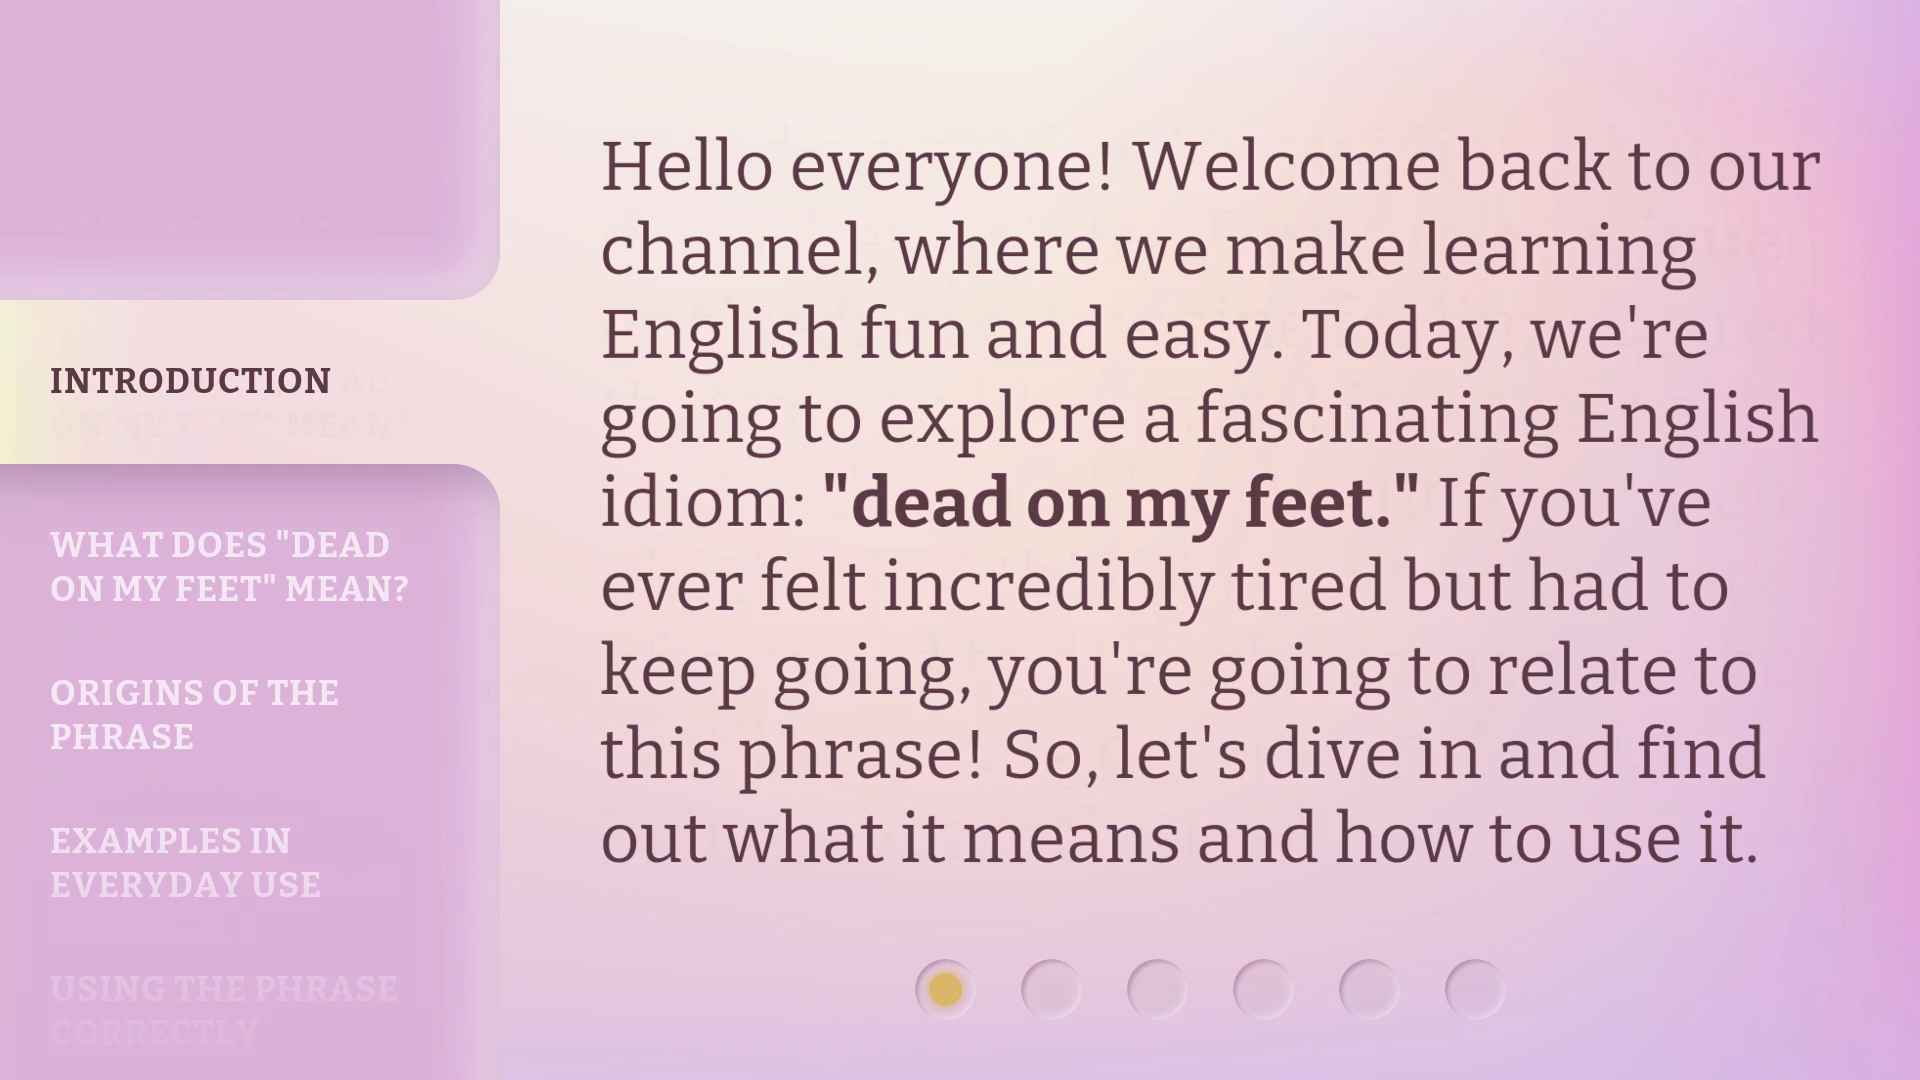 INTRODUCTION
WHAT DOES "DEAD
ON MY FEET" MEAN?
ORIGINS OF THE
PHRASE
EXAMPLES IN
EVERYDAY USE
USING THE PHRASE
CORRECTLY
Hello everyone! Welcome back to our
channel, where we make learning
English fun and easy. Today, we're
going to explore a fascinating English
idiom: "dead on my feet." If you've
ever felt incredibly tired but had to
keep going, you're going to relate to
this phrase! So, let's dive in and find
out what it means and how to use it.